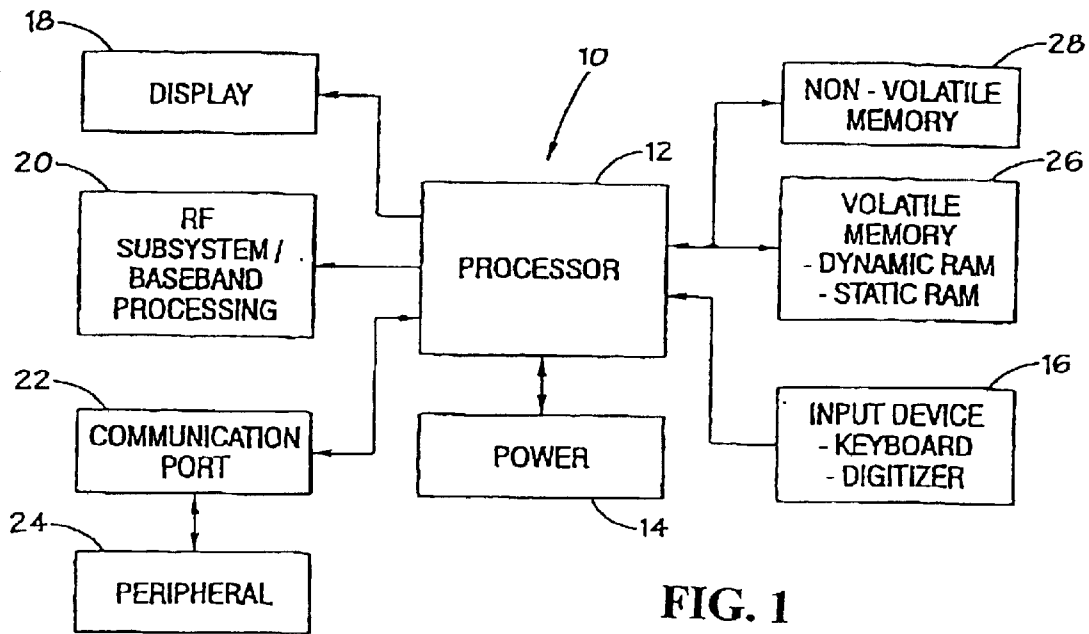 18
DISPLAY
20
RF
SUBSYSTEM /
BASEBAND
PROCESSING
22
COMMUNICATION
PORT
24
PERIPHERAL
10
12
PROCESSOR
POWER
14
28
NON - VOLATILE
MEMORY
26
VOLATILE
MEMORY
- DYNAMIC RAM
- STATIC RAM
16
INPUT DEVICE
- KEYBOARD
- DIGITIZER
FIG. 1